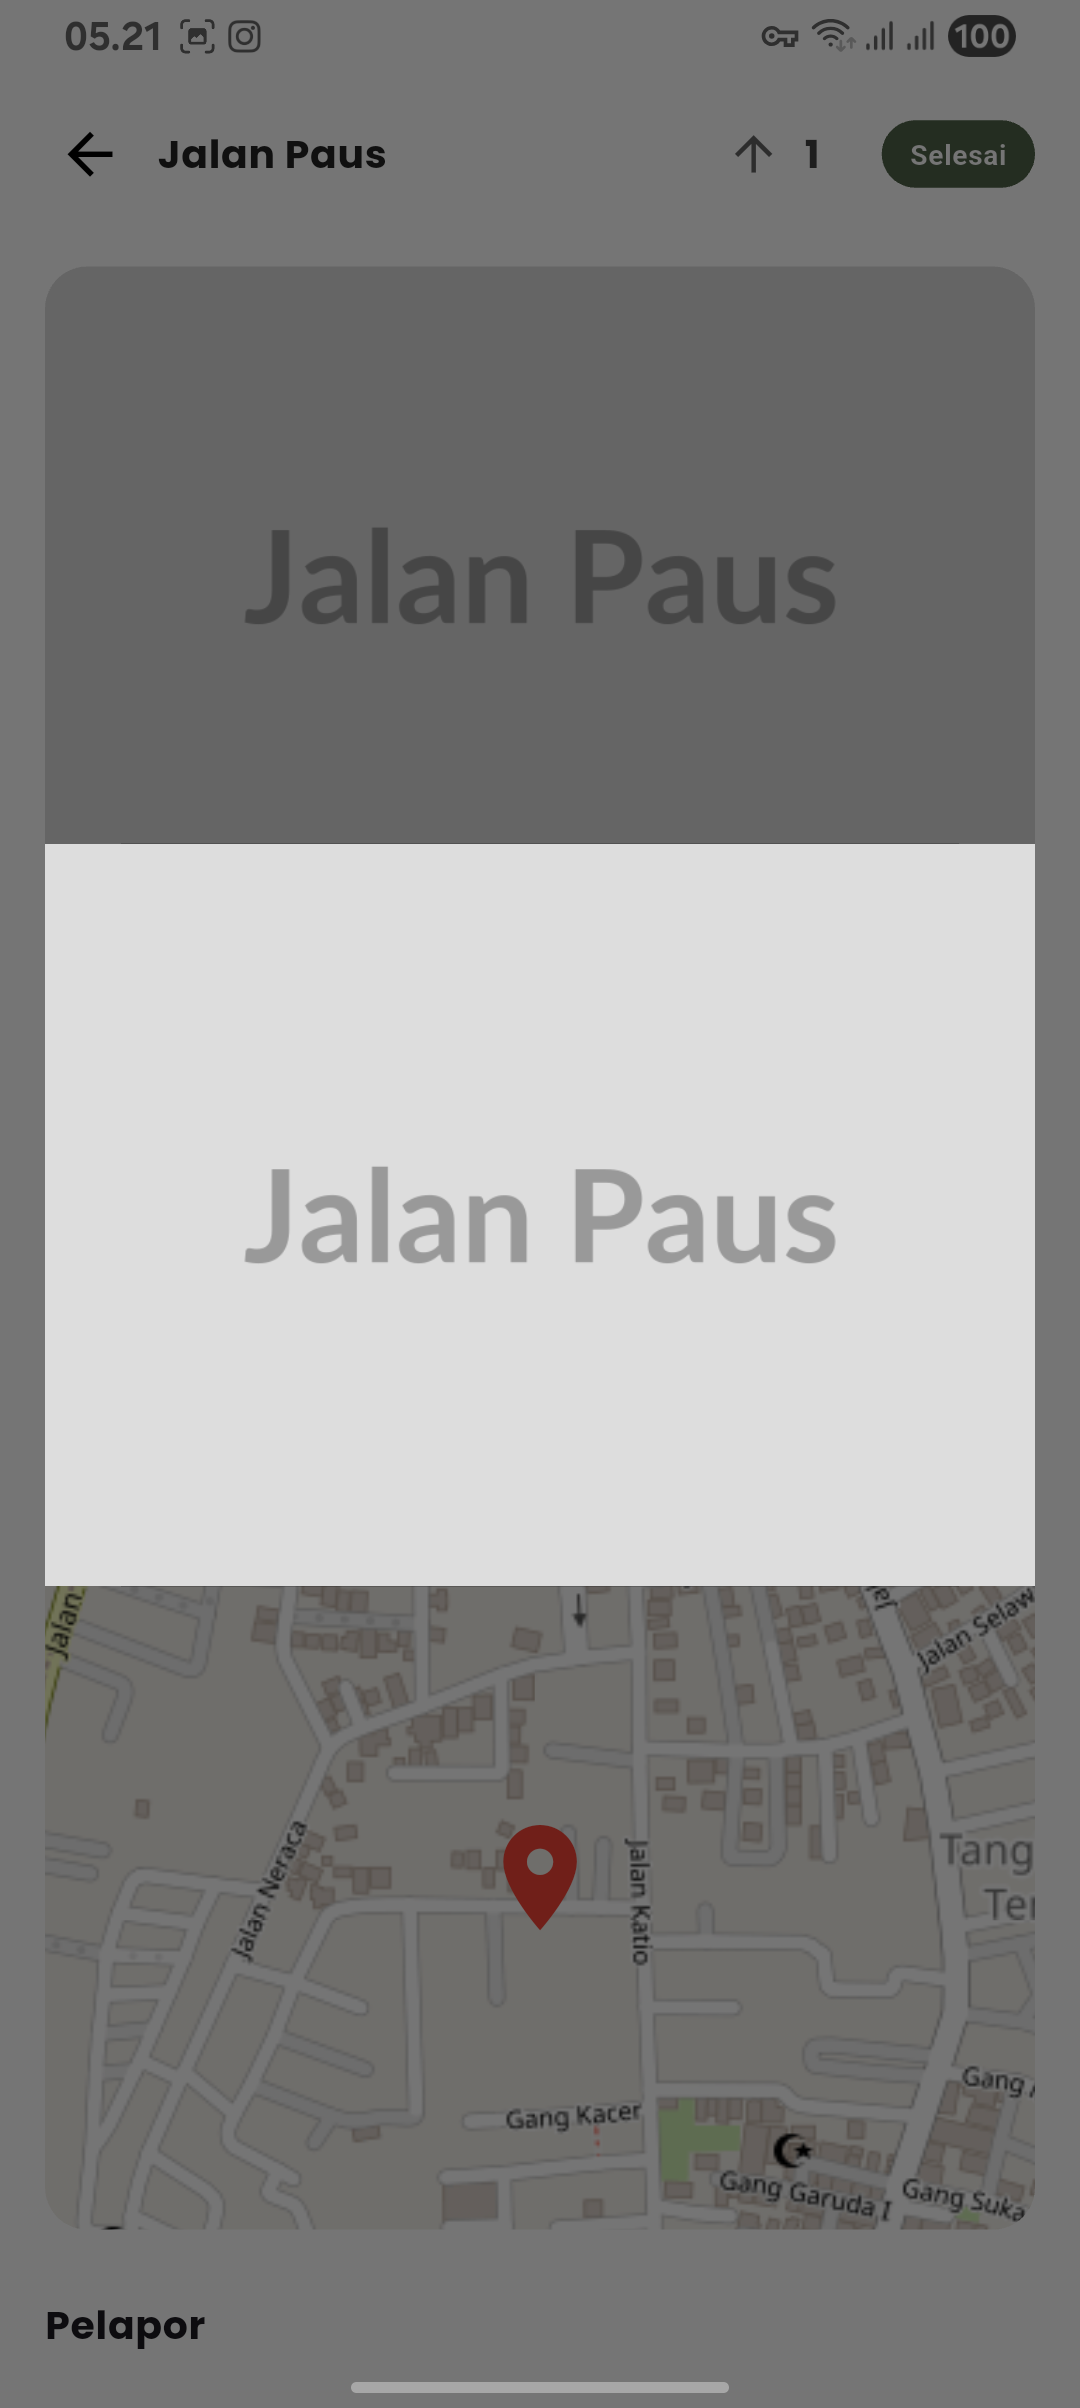 05.21
100
Jalan Paus
1
Selesai
Jalan Paus
Jalan Paus
Jalan
Jalan Selaw
Jalan Neraca
Jalan Katio
Tang
Ter
Gang Kacer
Gang
Gang Garuda I
Gang Suka
Pelapor